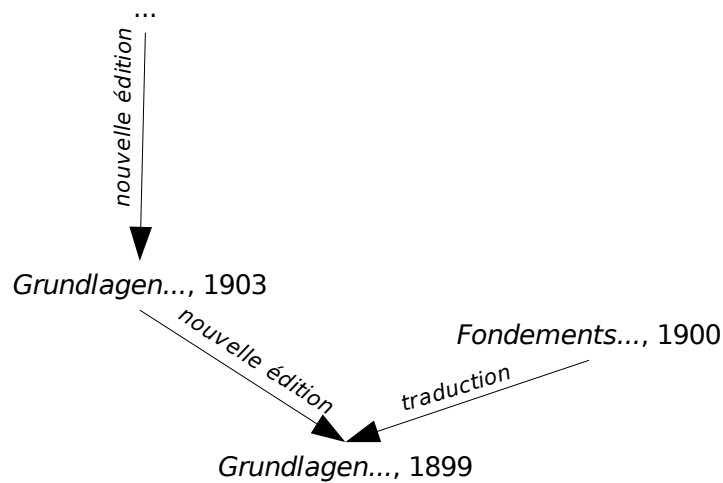 ...
nouvelle édition
Grundlagen..., 1903
nouvelle édition
Fondements..., 1900
traduction
Grundlagen..., 1899